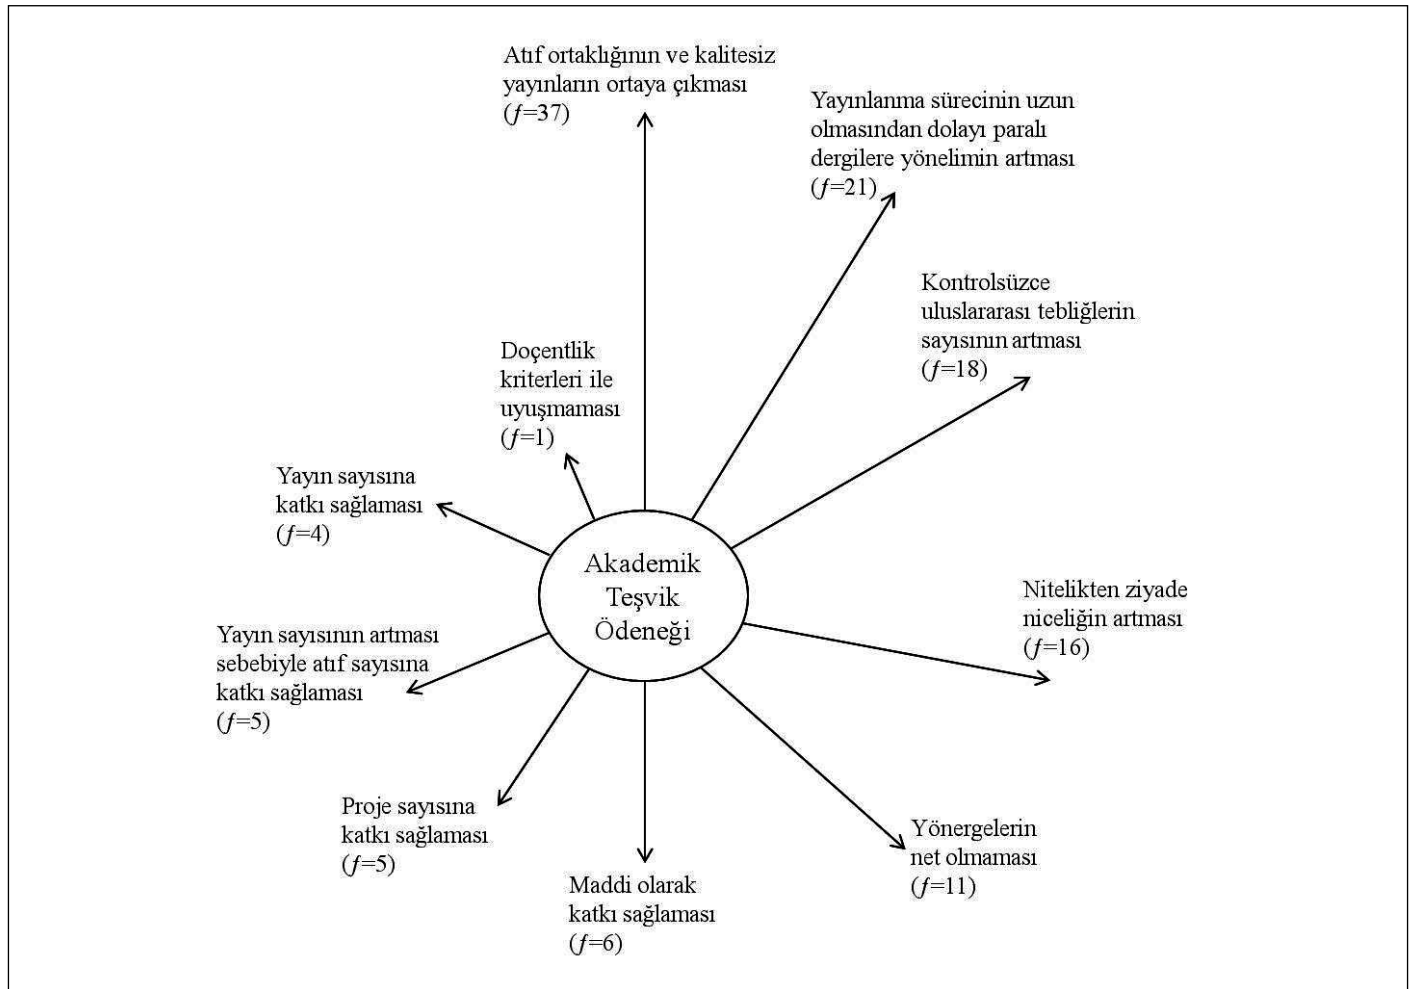 Atıf ortaklığının ve kalitesiz
yayınların ortaya çıkması
(f=37)
Yayınlanma sürecinin uzun
olmasından dolayı paralı
dergilere yönelimin artması
(f=21)
Kontrolsüzce
uluslararası tebliğlerin
sayısının artması
(f=18)
Doçentlik
kriterleri ile
uyuşmaması
(f=1)
Yayın sayısına
katkı sağlaması
(f=4)
Akademik
Teşvik
Ödeneği
Nitelikten ziyade
niceliğin artması
(f=16)
Yayın sayısının artması
sebebiyle atıf sayısına
katkı sağlaması
(f=5)
Proje sayısına
katkı sağlaması
(f=5)
Maddi olarak
katkı sağlaması
(f=6)
Yönergelerin
net olmaması
(f=11)